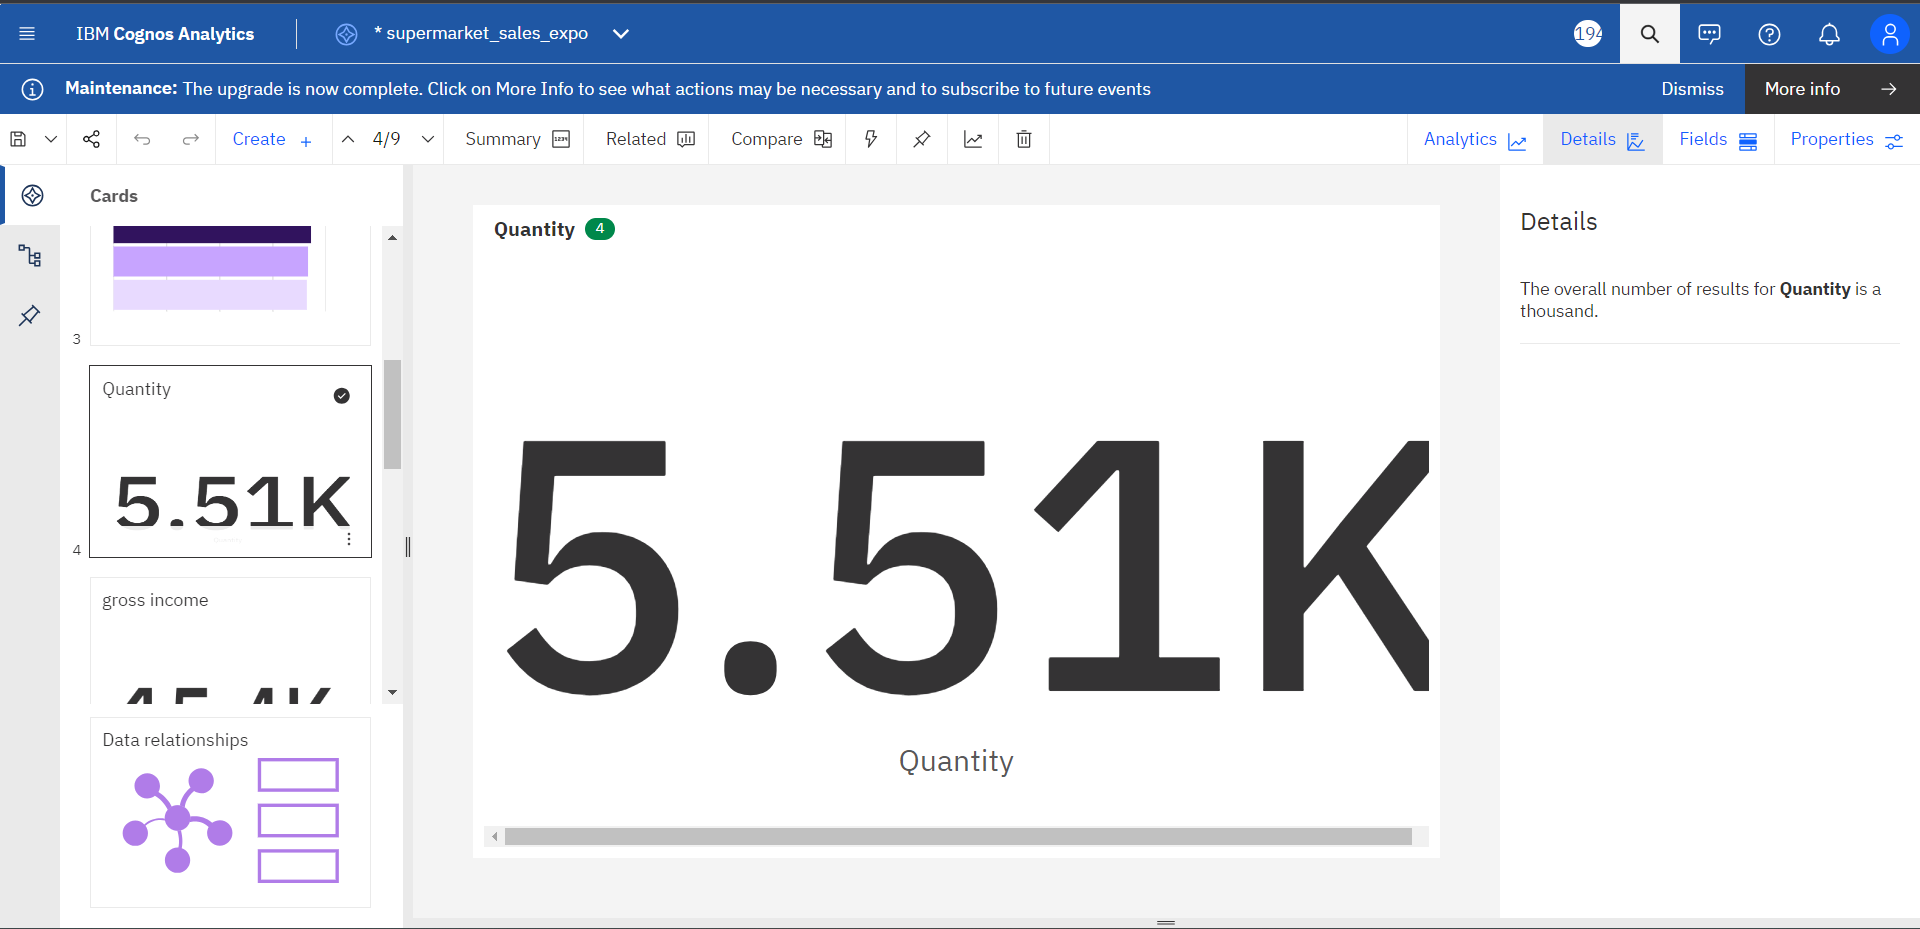 IBM Cognos Analytics
* supermarket_sales_expo
194
Maintenance: The upgrade is now complete. Click on More Info to see what actions may be necessary and to subscribe to future events
Dismiss
More info
Create
4/9
Summary
Related
Compare
Analytics
Details
Fields
Properties
Cards
3
Quantity
5.51K
4
gross income
45.4K
Data relationships
Quantity 4
5.51K
Quantity
Details
The overall number of results for Quantity is a
thousand.